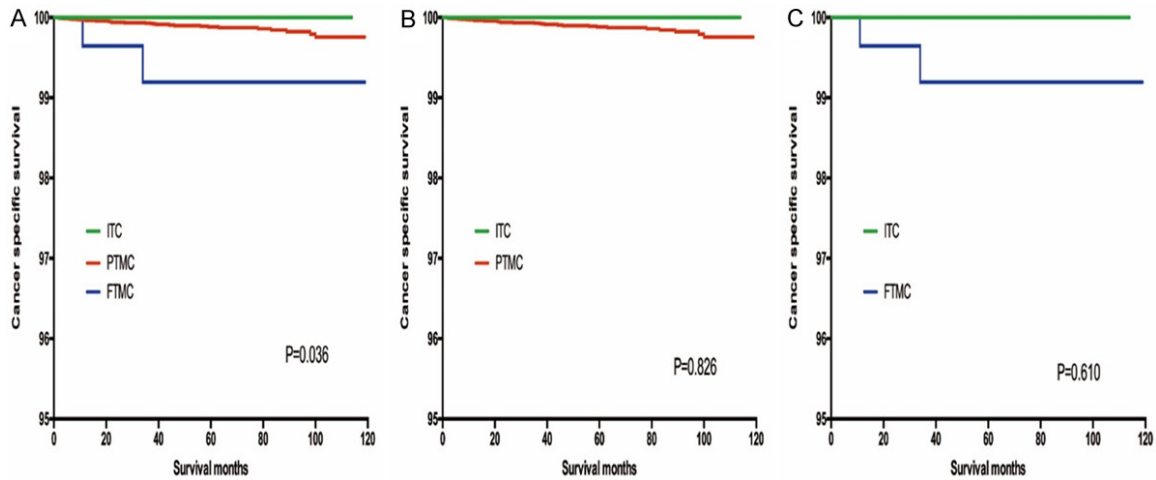 A
Cancer specific survival
100
99
98
97
96
95
ITC
PTMC
FTMC
P=0.036
0 20 40 60 80 100 120
Survival months
B
Cancer specific survival
100
99
98
97
96
95
ITC
PTMC
P=0.826
0 20 40 60 80 100 120
Survival months
C
Cancer specific survival
100
99
98
97
96
95
ITC
FTMC
P=0.610
0 20 40 60 80 100 120
Survival months